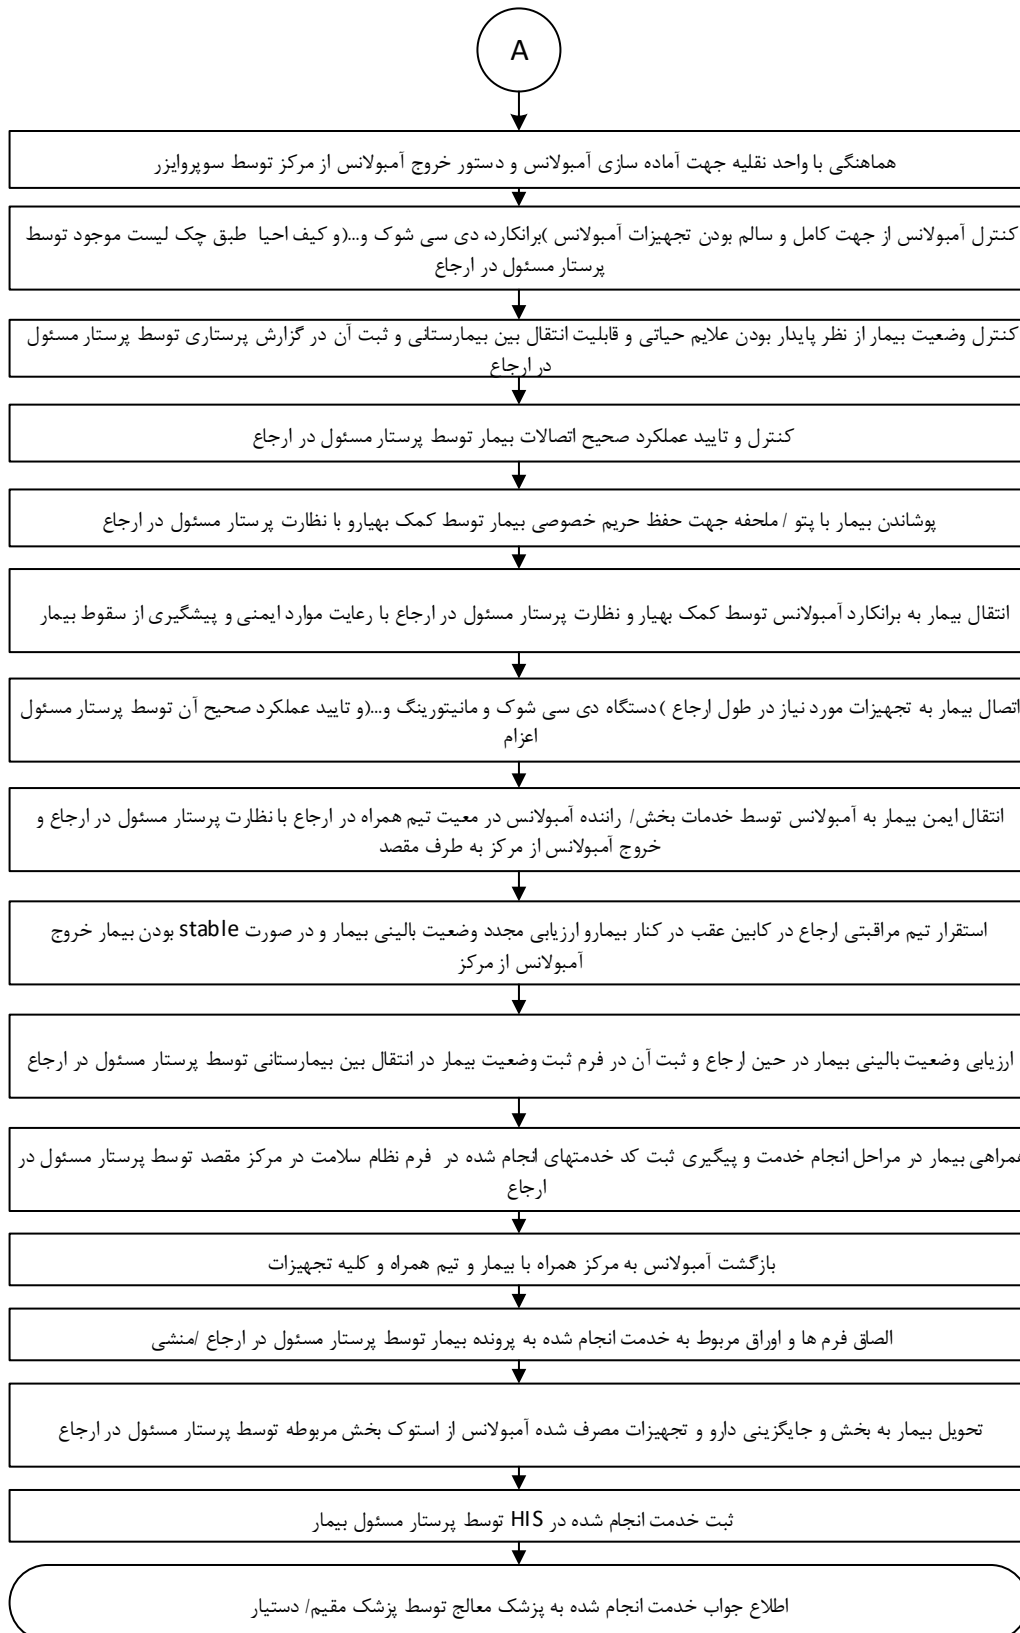 A
هماهنگی با واحد نقلیه جهت آماده سازی آمبولانس و دستور خروج آمبولانس از مرکز توسط سوپروایزر
کنترل آمبولانس از جهت کامل و سالم بودن تجهیزات آمبولانس )برانکارد، دی سی شوک و...(و کیف احیا طبق چک لیست موجود توسط
پرستار مسئول در ارجاع
کنترل وضعیت بیمار از نظر پایدار بودن علایم حیاتی و قابلیت انتقال بین بیمارستانی و ثبت آن در گزارش پرستاری توسط پرستار مسئول
در ارجاع
کنترل و تایید عملکرد صحیح اتصالات بیمار توسط پرستار مسئول در ارجاع
پوشاندن بیمار با پتو / ملحفه جهت حفظ حریم خصوصی بیمار توسط کمک بهیارو با نظارت پرستار مسئول در ارجاع
انتقال بیمار به برانکارد آمبولانس توسط کمک بهیار و نظارت پرستار مسئول در ارجاع با رعایت موارد ایمنی و پیشگیری از سقوط بیمار
اتصال بیمار به تجهیزات مورد نیاز در طول ارجاع )دستگاه دی سی شوک و مانیتورینگ و...(و تایید عملکرد صحیح آن توسط پرستار مسئول
اعزام
انتقال ایمن بیمار به آمبولانس توسط خدمات بخش/ راننده آمبولانس در معیت تیم همراه در ارجاع با نظارت پرستار مسئول در ارجاع و
خروج آمبولانس از مرکز به طرف مقصد
استقرار تیم مراقبتی ارجاع در کابین عقب در کنار بیمارو ارزیابی مجدد وضعیت بالینی بیمار و در صورت stable بودن بیمار خروج
آمبولانس از مرکز
ارزیابی وضعیت بالینی بیمار در حین ارجاع و ثبت آن در فرم ثبت وضعیت بیمار در انتقال بین بیمارستانی توسط پرستار مسئول در ارجاع
همراهی بیمار در مراحل انجام خدمت و پیگیری ثبت کد خدمتهای انجام شده در فرم نظام سلامت در مرکز مقصد توسط پرستار مسئول در
ارجاع
بازگشت آمبولانس به مرکز همراه با بیمار و تیم همراه و کلیه تجهیزات
الصاق فرم ها و اوراق مربوط به خدمت انجام شده به پرونده بیمار توسط پرستار مسئول در ارجاع /منشی
تحویل بیمار به بخش و جایگزینی دارو و تجهیزات مصرف شده آمبولانس از استوک بخش مربوطه توسط پرستار مسئول در ارجاع
ثبت خدمت انجام شده در HIS توسط پرستار مسئول بیمار
اطلاع جواب خدمت انجام شده به پزشک معالج توسط پزشک مقیم/ دستیار